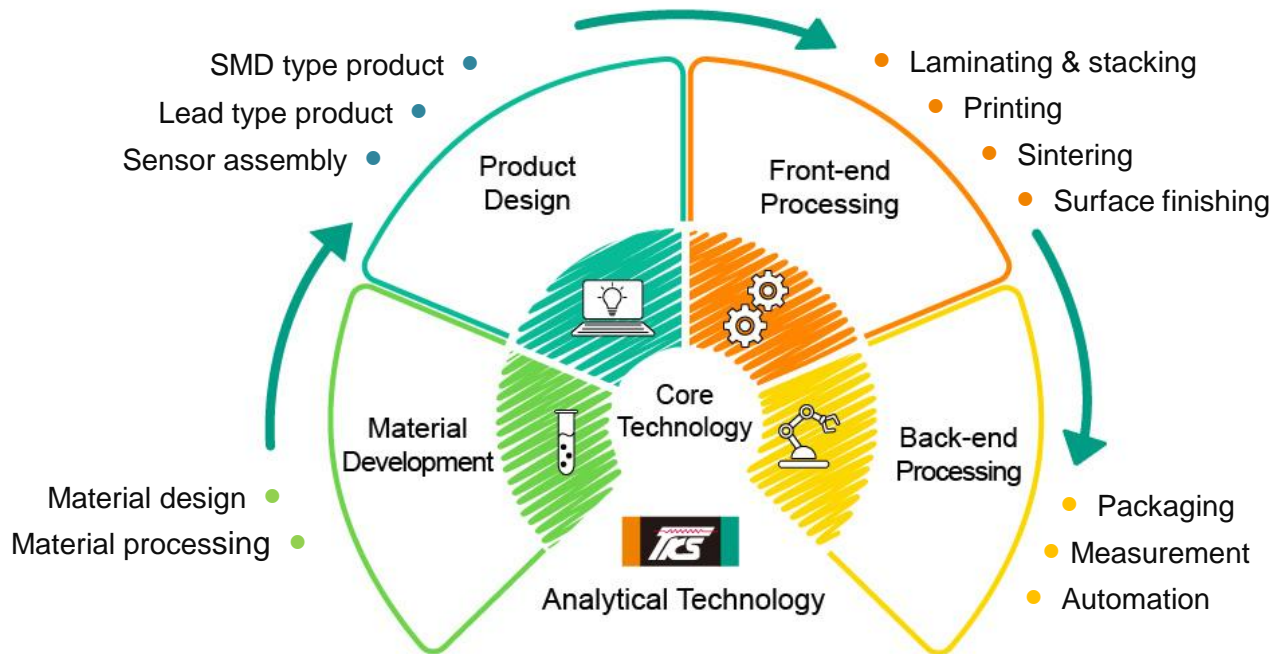 SMD type product
Lead type product
Sensor assembly
Product
Design
Laminating & stacking
Printing
Sintering
Surface finishing
Front-end
Processing
Core
Technology
Material
Development
Material design
Material processing
Back-end
Processing
Packaging
Measurement
Automation
TKS
Analytical Technology